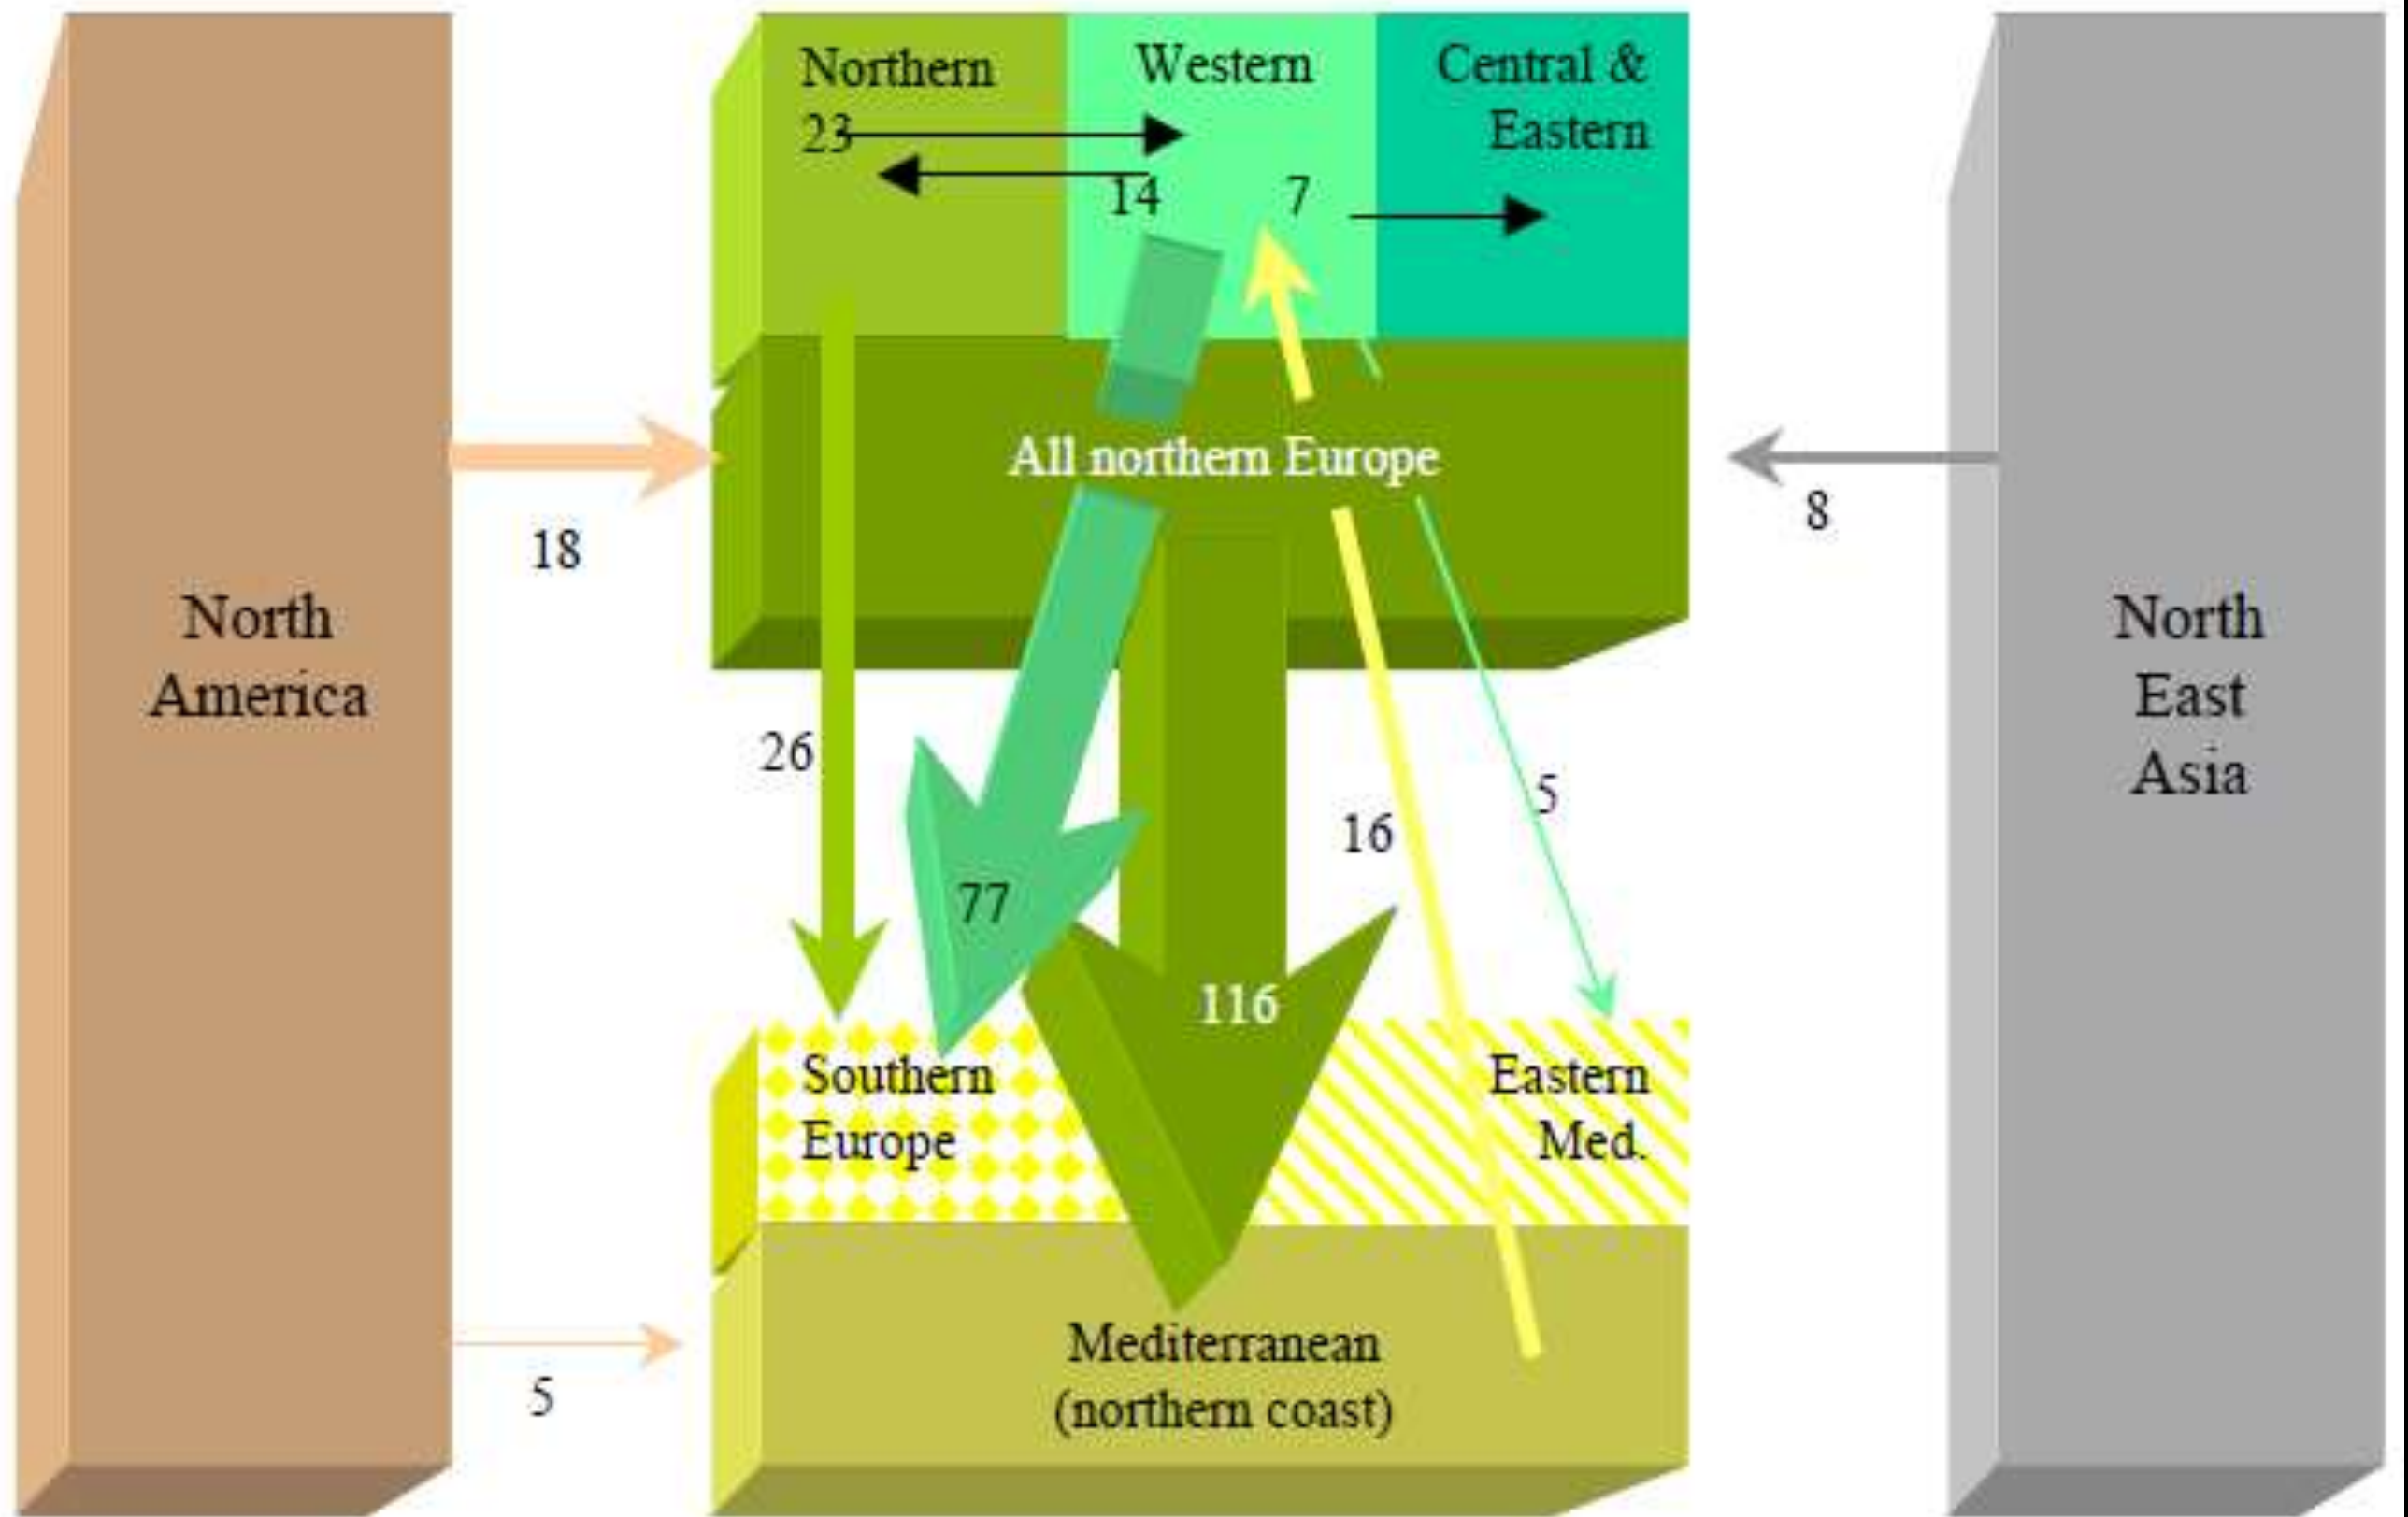 Northern
Western
Central &
Eastern
23
14
7
All northern Europe
18
8
North
America
North
East
Asia
26
16
5
77
116
Southern
Europe
Eastern
Med.
5
Mediterranean
(northern coast)